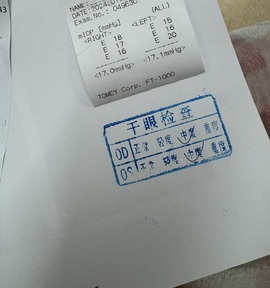 NAME:
DATE:2024
Exam.No.: 049690
mIOP [mmHg] (ALL)
<RIGHT> <LEFT>
E 18 E 15
E 17 E 16
E 16 E 20
<17.0mmHg> <17.1mmHg>
TOMEY Corp. FT-1000
干眼检查
OD 正常 轻度 中度 重度
OS 正常 轻度 中度 重度